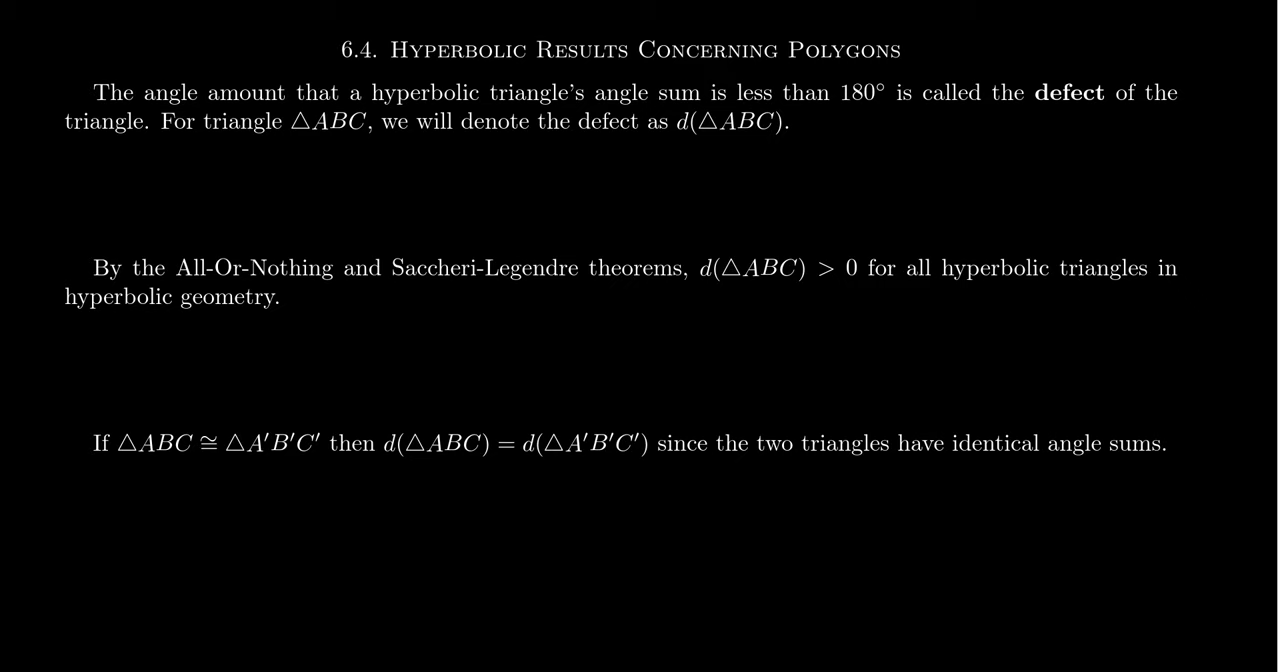 6.4. Hyperbolic Results Concerning Polygons
The angle amount that a hyperbolic triangle's angle sum is less than 180° is called the defect of the
triangle. For triangle △ABC, we will denote the defect as d(△ABC).
By the All-Or-Nothing and Saccheri-Legendre theorems, d(△ABC) > 0 for all hyperbolic triangles in
hyperbolic geometry.
If △ABC ≅ △A′B′C′ then d(△ABC) = d(△A′B′C′) since the two triangles have identical angle sums.